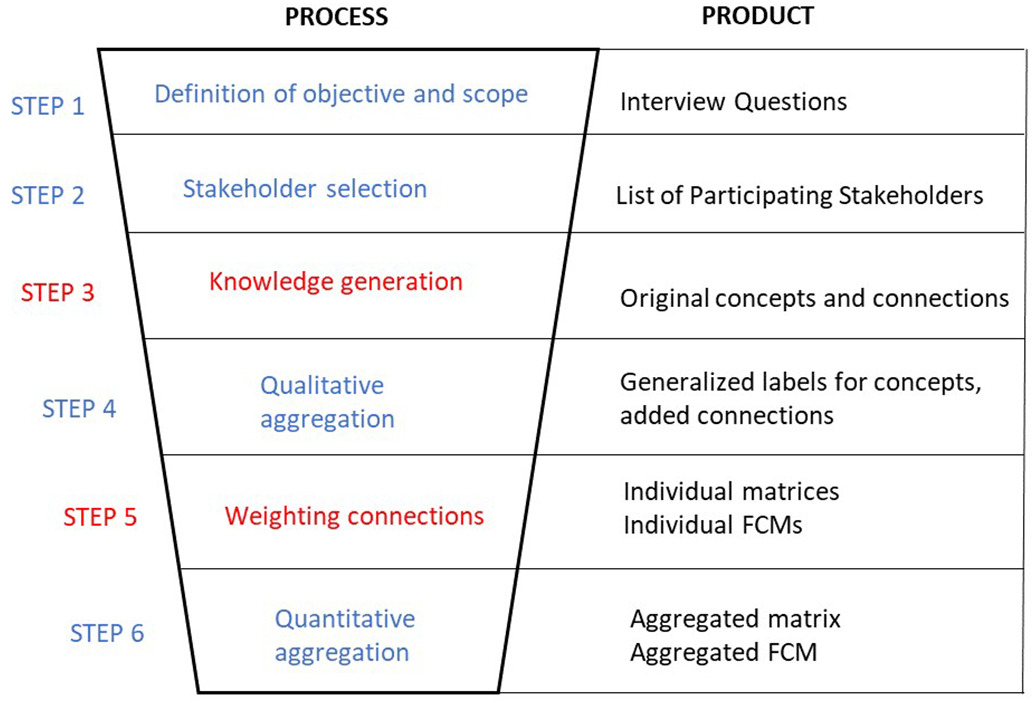 PROCESS PRODUCT
STEP 1 Definition of objective and scope Interview Questions
STEP 2 Stakeholder selection List of Participating Stakeholders
STEP 3 Knowledge generation Original concepts and connections
STEP 4 Qualitative
aggregation
Generalized labels for concepts,
added connections
STEP 5 Weighting connections
Individual matrices
Individual FCMs
STEP 6 Quantitative
aggregation
Aggregated matrix
Aggregated FCM